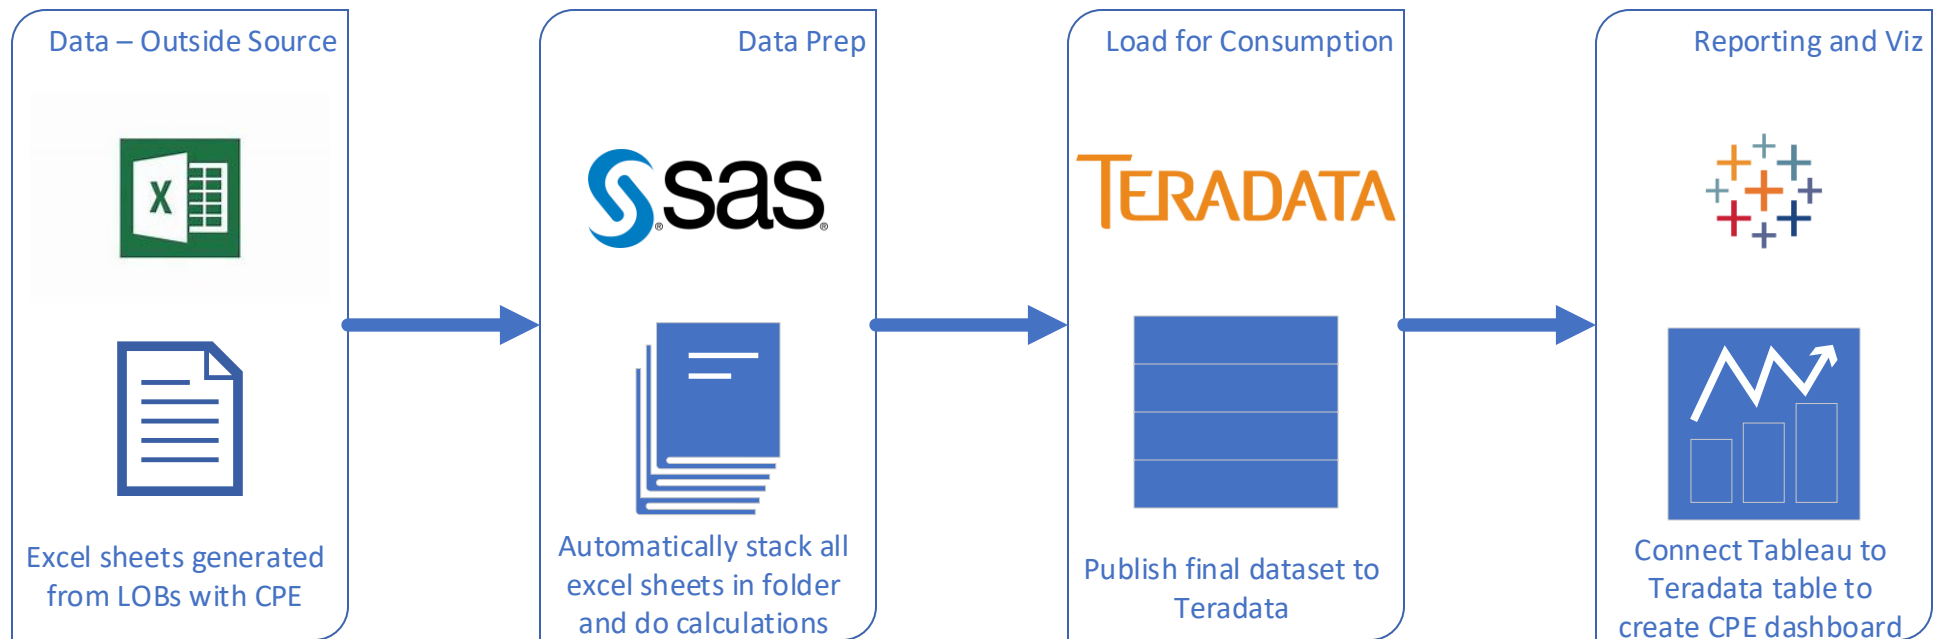 Data – Outside Source
X
Excel sheets generated
from LOBs with CPE
Data Prep
sas
Automatically stack all
excel sheets in folder
and do calculations
Load for Consumption
TERADATA
Publish final dataset to
Teradata
Reporting and Viz
Connect Tableau to
Teradata table to
create CPE dashboard